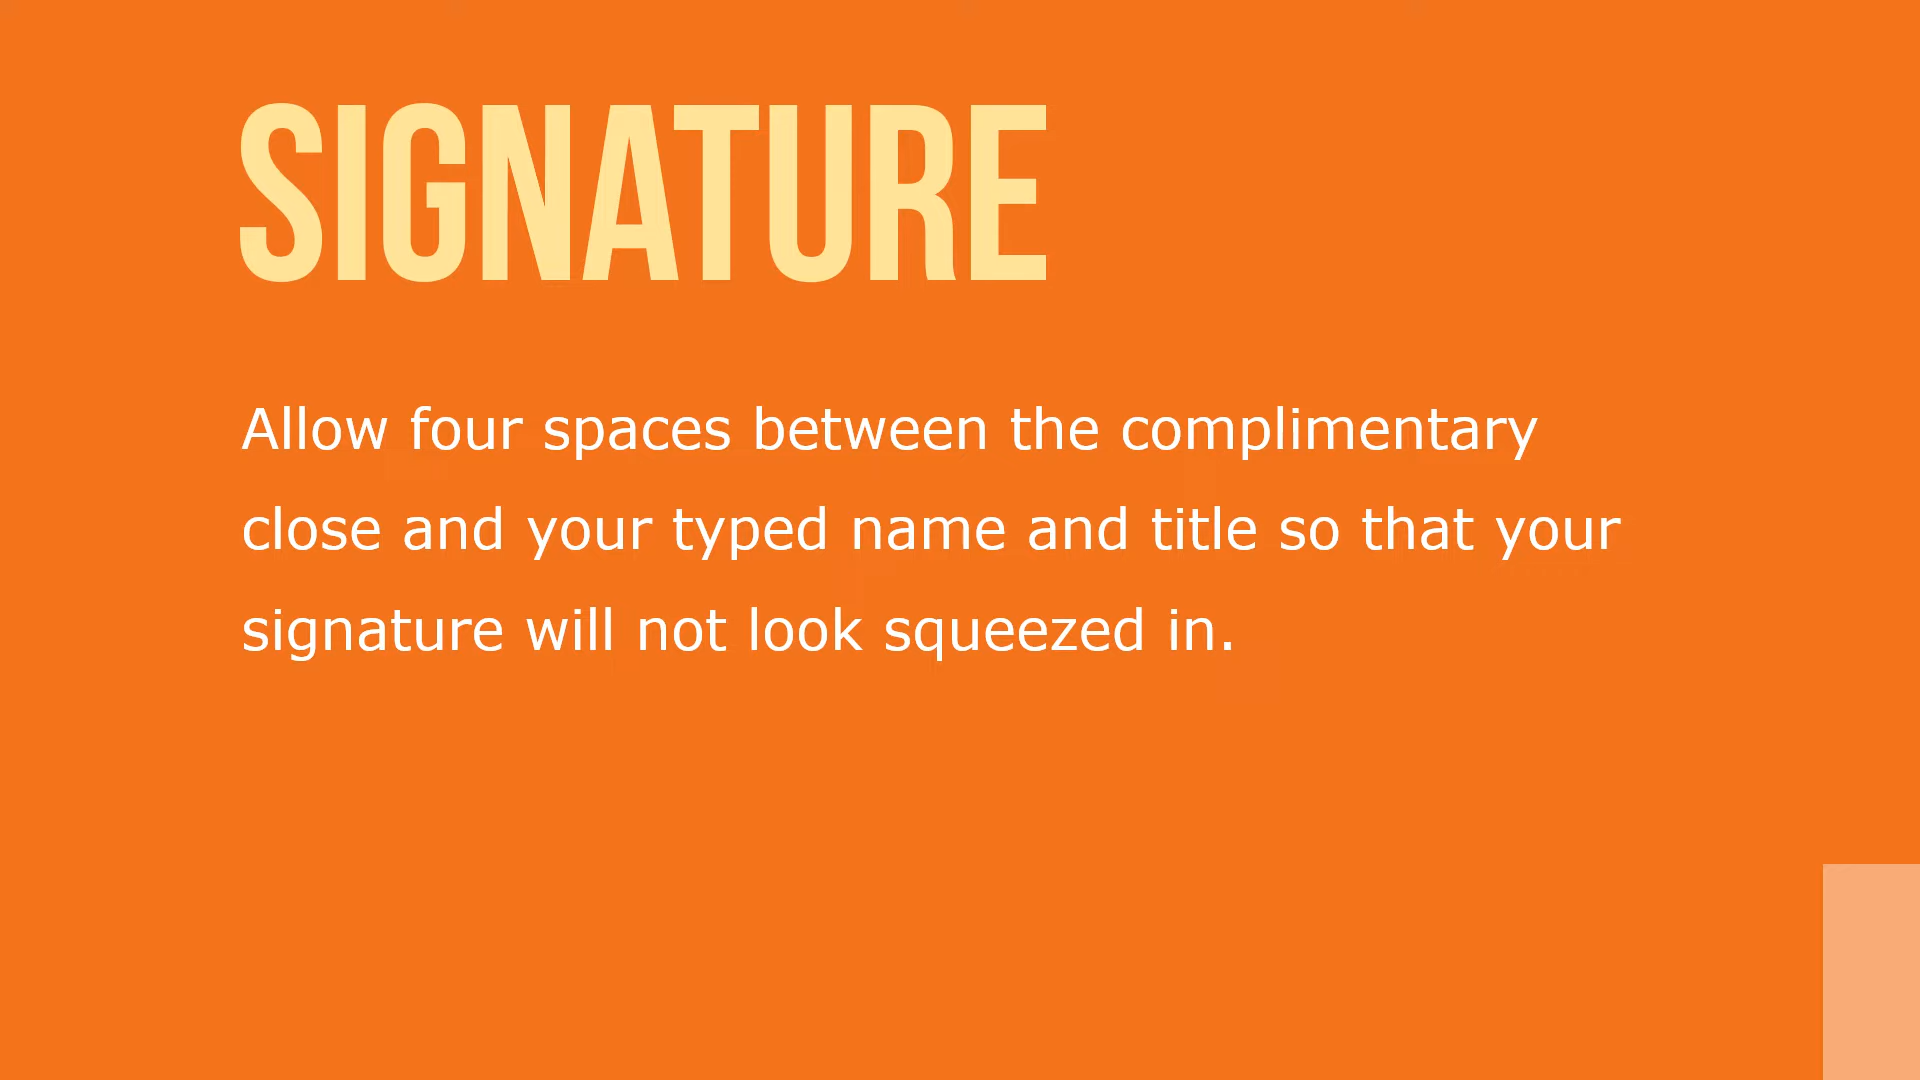 SIGNATURE
Allow four spaces between the complimentary
close and your typed name and title so that your
signature will not look squeezed in.